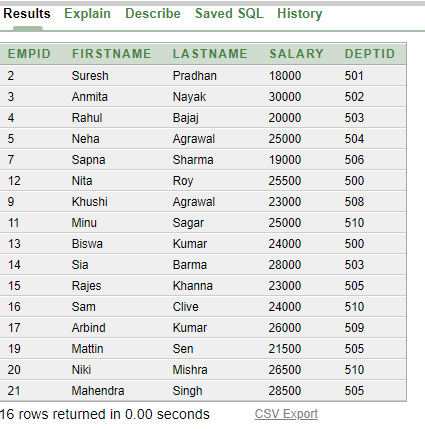 Results Explain Describe Saved SQL History
EMPID FIRSTNAME LASTNAME SALARY DEPTID
2 Suresh Pradhan 18000 501
3 Anmita Nayak 30000 502
4 Rahul Bajaj 20000 503
5 Neha Agrawal 25000 504
7 Sapna Sharma 19000 506
12 Nita Roy 25500 500
9 Khushi Agrawal 23000 508
11 Minu Sagar 25000 510
13 Biswa Kumar 24000 500
14 Sia Barma 28000 503
15 Rajes Khanna 23000 505
16 Sam Clive 24000 510
17 Arbind Kumar 26000 509
19 Mattin Sen 21500 505
20 Niki Mishra 26500 510
21 Mahendra Singh 28500 505
16 rows returned in 0.00 seconds CSV Export